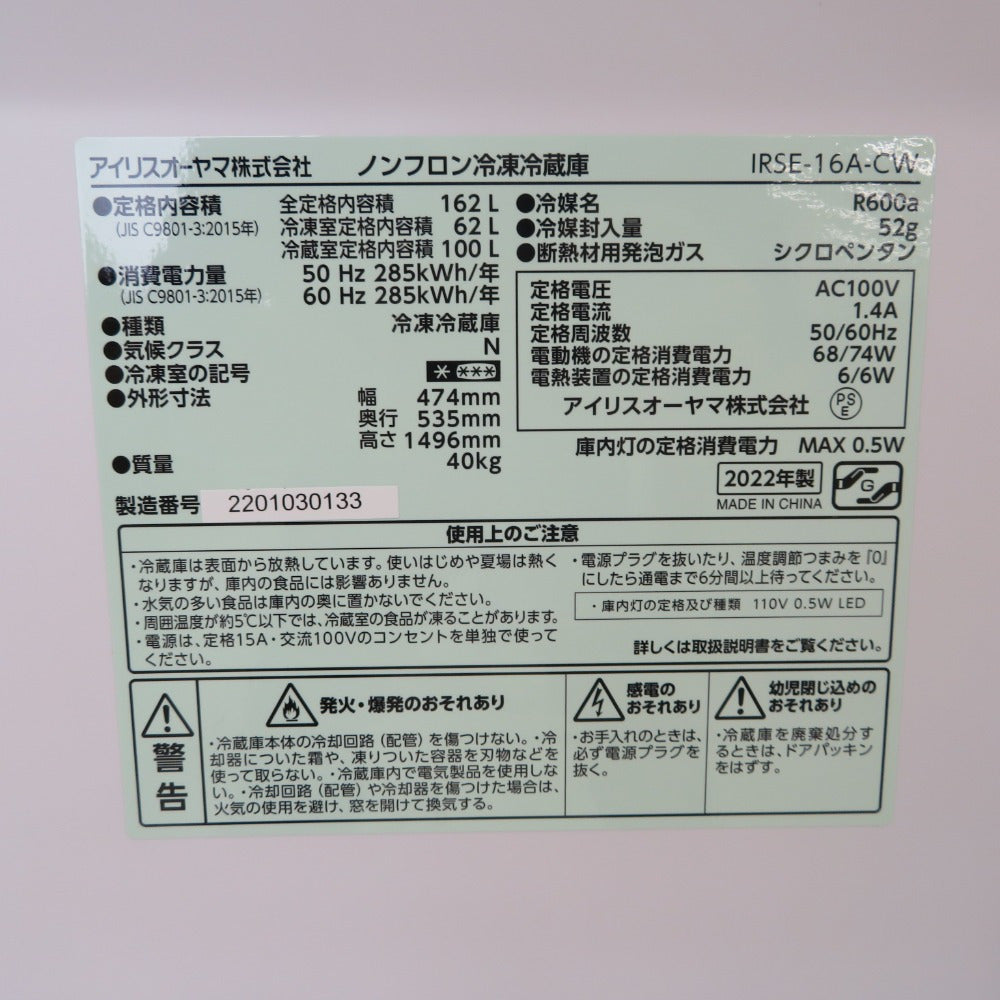 アイリスオーヤマ株式会社 ノンフロン冷凍冷蔵庫 IRSE-16A-CW
●定格内容積 全定格内容積 162 L
(JIS C9801-3:2015年) 冷凍室定格内容積 62 L
冷蔵室定格内容積 100 L
●消費電力量 50 Hz 285kWh/年
(JIS C9801-3:2015年) 60 Hz 285kWh/年
●種類 冷凍冷蔵庫
●気候クラス N
●冷凍室の記号 * ***
●外形寸法 幅 474mm
奥行 535mm
高さ 1496mm
●質量 40kg
製造番号 2201030133
●冷媒名 R600a
●冷媒封入量 52g
●断熱材用発泡ガス シクロペンタン
定格電圧 AC100V
定格電流 1.4A
定格周波数 50/60Hz
電動機の定格消費電力 68/74W
電熱装置の定格消費電力 6/6W
アイリスオーヤマ株式会社 PSE
庫内灯の定格消費電力 MAX 0.5W
2022年製
MADE IN CHINA
G
使用上のご注意
・冷蔵庫は表面から放熱しています。使いはじめや夏場は熱く
なりますが、庫内の食品には影響ありません。
・水気の多い食品は庫内の奥に置かないでください。
・周囲温度が約5℃以下では、冷蔵室の食品が凍ることがあります。
・電源は、定格15A・交流100Vのコンセントを単独で使って
ください。
・電源プラグを抜いたり、温度調節つまみを『0』
にしたら通電まで6分間以上待ってください。
・庫内灯の定格及び種類 110V 0.5W LED
詳しくは取扱説明書をご覧ください。
警告
発火・爆発のおそれあり
・冷蔵庫本体の冷却回路（配管）を傷つけない。・冷
却器について霜や、凍りついた容器を刃物などを
使って取らない。・冷蔵庫内で電気製品を使用しな
い。・冷却回路（配管）や冷却器を傷つけた場合は、
火気の使用を避け、窓を開けて換気する。
感電の
おそれあり
・お手入れのときは、
必ず電源プラグを
抜く。
幼児閉じ込めの
おそれあり
・冷蔵庫を廃棄処分す
るときは、ドアパッキン
をはずす。